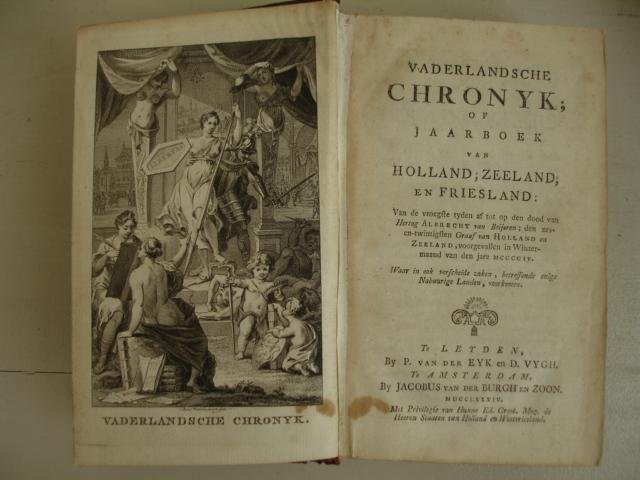 VADERLANDSCHE CHRONYK.
VADERLANDSCHE
CHRONYK;
OF
JAARBOEK
VAN
HOLLAND; ZEELAND;
EN FRIESLAND:
Van de vroegste tyden af tot op den dood van
Hertog ALBRECHT van Beijeren; den zes-
en-twintigsten Graaf van HOLLAND en
ZEELAND, voorgevallen in Winter-
maand van den jare MCCCCIV.
Waar in ook verscheide zaken, betreffende eenige
Nabuurige Landen, voorkomen.
Te LEYDEN,
By P. VAN DER EYK en D. VYGH.
Te AMSTERDAM,
By JACOBUS VAN DER BURGH EN ZOON.
MDCCLXXXIV.
Met Privilegie van Hunne Ed. Groot. Mog. de
Heeren Staaten van Holland en Westvriesland.